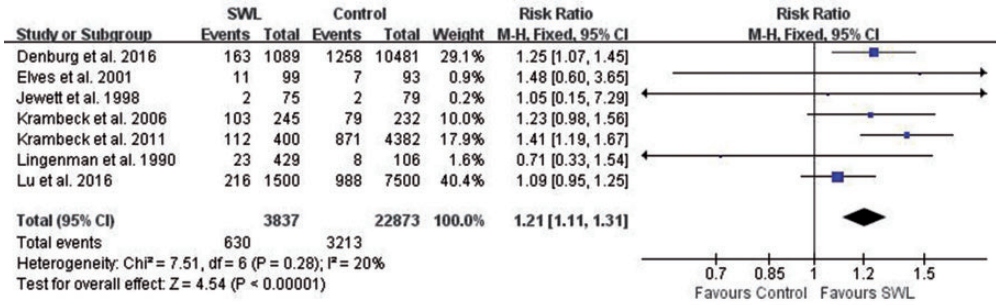 SWL Control Risk Ratio Risk Ratio
Study or Subgroup Events Total Events Total Weight M-H, Fixed, 95% CI M-H, Fixed, 95% CI
Denburg et al. 2016 163 1089 1258 10481 29.1% 1.25 [1.07, 1.45]
Elves et al. 2001 11 99 7 93 0.9% 1.48 [0.60, 3.65]
Jewett et al. 1998 2 75 2 79 0.2% 1.05 [0.15, 7.29]
Krambeck et al. 2006 103 245 79 232 10.0% 1.23 [0.98, 1.56]
Krambeck et al. 2011 112 400 871 4382 17.9% 1.41 [1.19, 1.67]
Lingenman et al. 1990 23 429 8 106 1.6% 0.71 [0.33, 1.54]
Lu et al. 2016 216 1500 988 7500 40.4% 1.09 [0.95, 1.25]
Total (95% CI) 3837 22873 100.0% 1.21 [1.11, 1.31]
Total events 630 3213
Heterogeneity: Chi² = 7.51, df = 6 (P = 0.28); I² = 20%
Test for overall effect: Z = 4.54 (P < 0.00001)
0.7 0.85 1 1.2 1.5
Favours Control Favours SWL